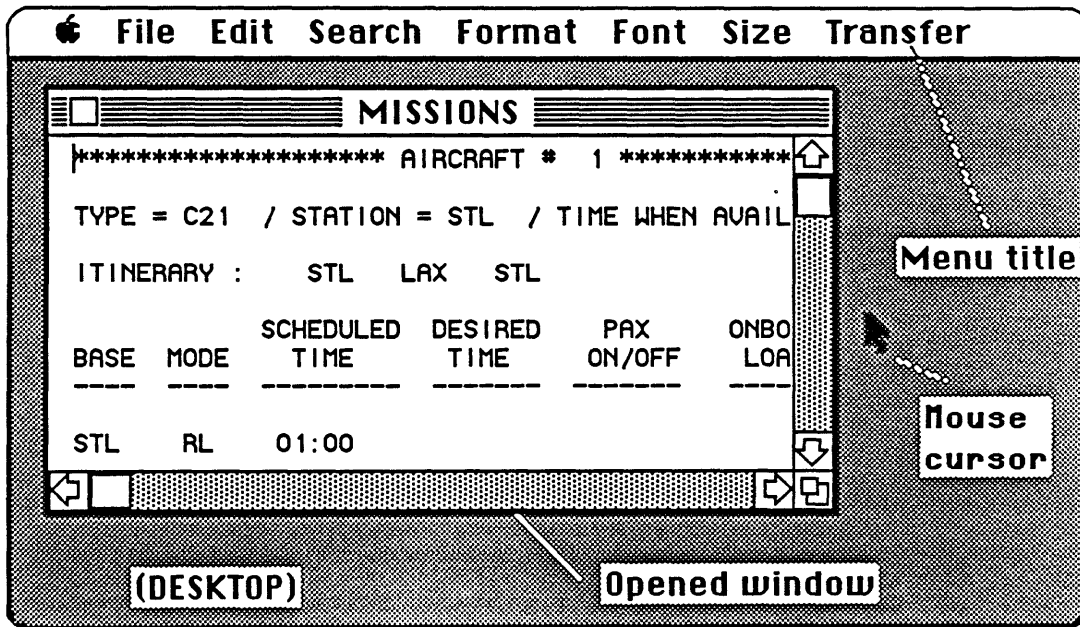 File Edit Search Format Font Size Transfer
MISSIONS
******************** AIRCRAFT # 1 ***********
TYPE = C21 / STATION = STL / TIME WHEN AVAIL
ITINERARY : STL LAX STL
SCHEDULED DESIRED PAX ONBO
BASE MODE TIME TIME ON/OFF LOA
---- ---- --------- ------- ------- ----
STL RL 01:00
Menu title
Mouse
cursor
Opened window
(DESKTOP)